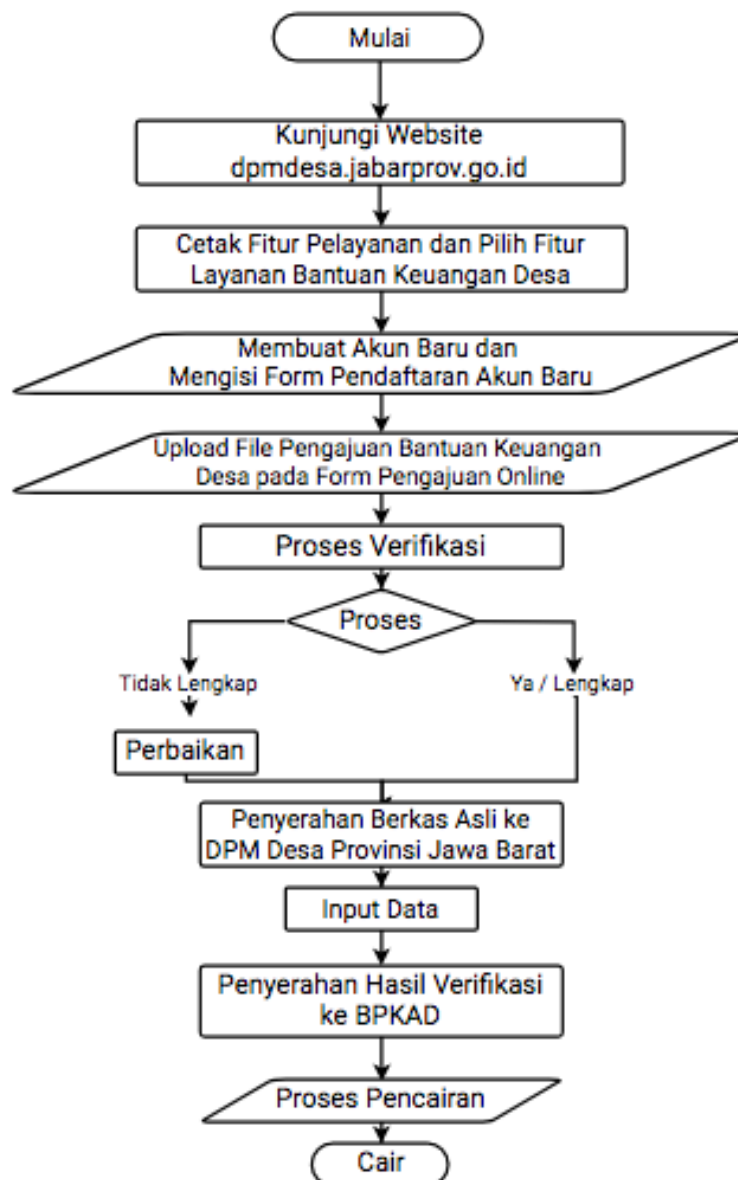 Mulai
Kunjungi Website
dpmdesa.jabarprov.go.id
Cetak Fitur Pelayanan dan Pilih Fitur
Layanan Bantuan Keuangan Desa
Membuat Akun Baru dan
Mengisi Form Pendaftaran Akun Baru
Upload File Pengajuan Bantuan Keuangan
Desa pada Form Pengajuan Online
Proses Verifikasi
Proses
Tidak Lengkap
Ya / Lengkap
Perbaikan
Penyerahan Berkas Asli ke
DPM Desa Provinsi Jawa Barat
Input Data
Penyerahan Hasil Verifikasi
ke BPKAD
Proses Pencairan
Cair